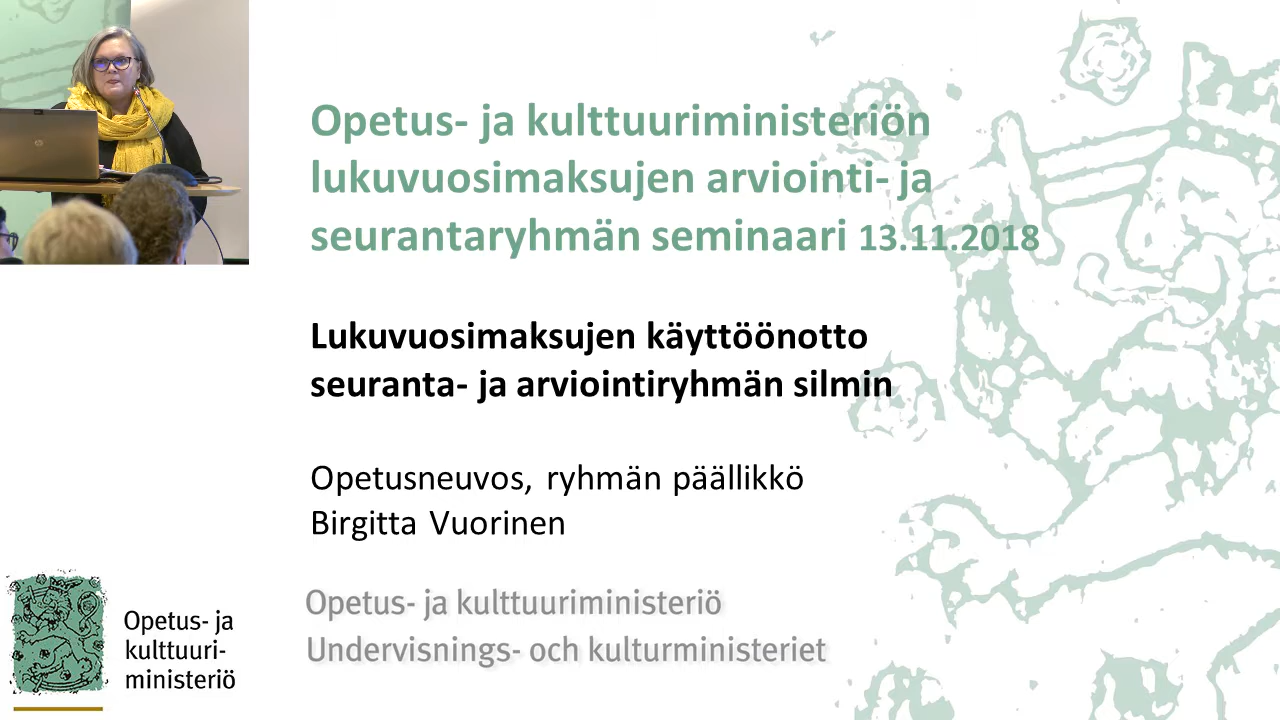 Opetus- ja kulttuuriministeriön
lukuvuosimaksujen arviointi- ja
seurantaryhmän seminaari 13.11.2018
Lukuvuosimaksujen käyttöönotto
seuranta- ja arviointiryhmän silmin
Opetusneuvos, ryhmän päällikkö
Birgitta Vuorinen
Opetus- ja kulttuuriministeriö
Undervisnings- och kulturministeriet
Opetus- ja
kulttuuri-
ministeriö